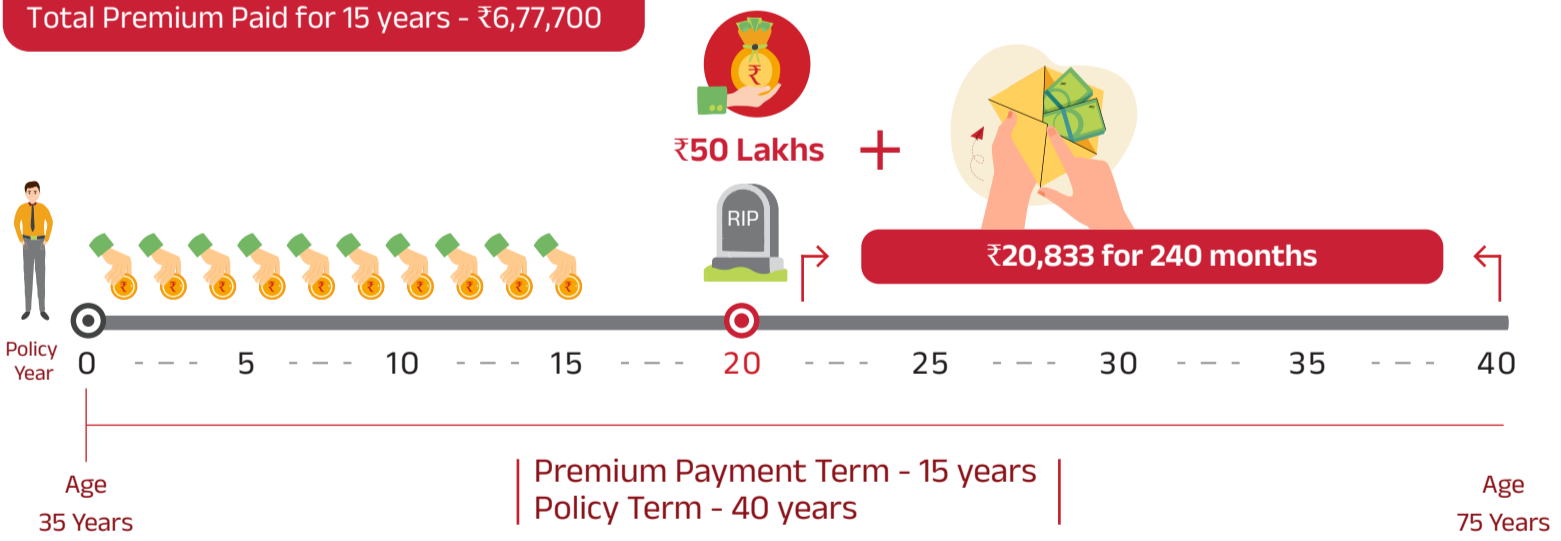 Total Premium Paid for 15 years - ₹6,77,700
₹
₹50 Lakhs +
RIP
₹20,833 for 240 months
₹ ₹ ₹ ₹ ₹ ₹ ₹ ₹ ₹ ₹
Policy
Year
0 - — - 5 - — - 10 - — - 15 - — - 20 - — - 25 - — - 30 - — - 35 - — - 40
Age
35 Years
Premium Payment Term - 15 years
Policy Term - 40 years
Age
75 Years